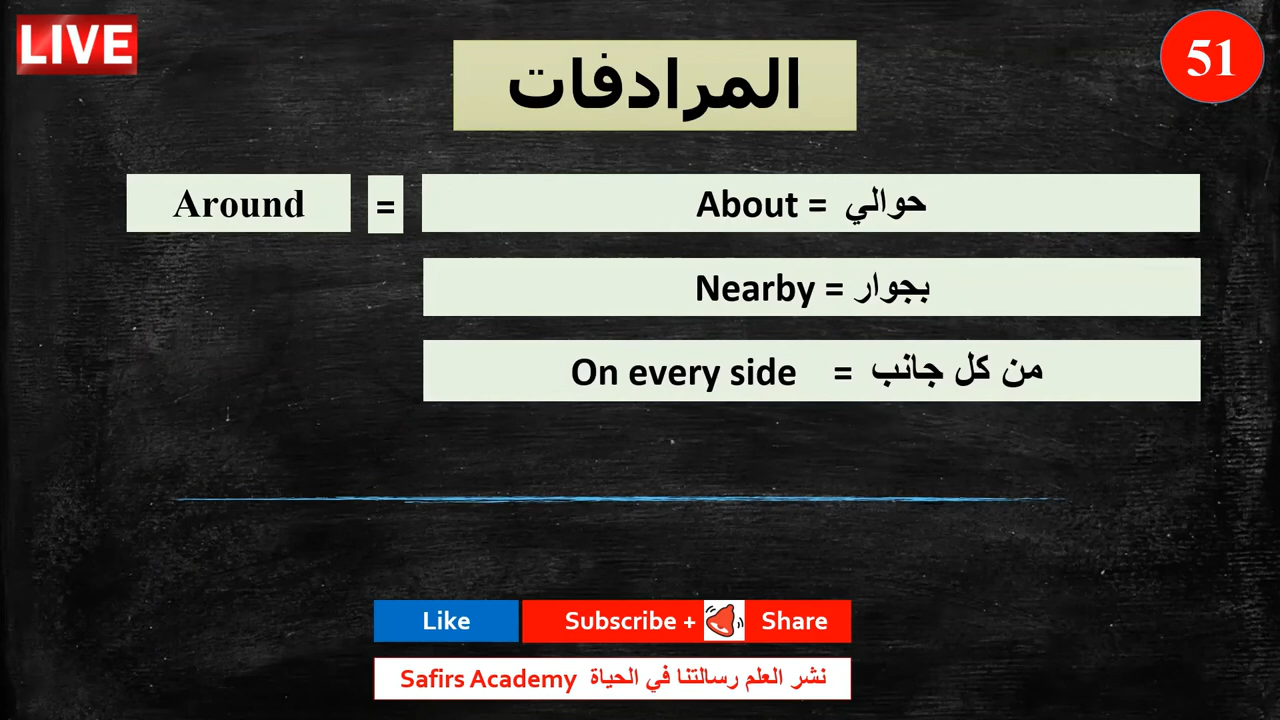 LIVE
51
المرادفات
Around = About = حوالي
Nearby = بجوار
On every side = من كل جانب
Like Subscribe + Share
Safirs Academy نشر العلم رسالتنا في الحياة